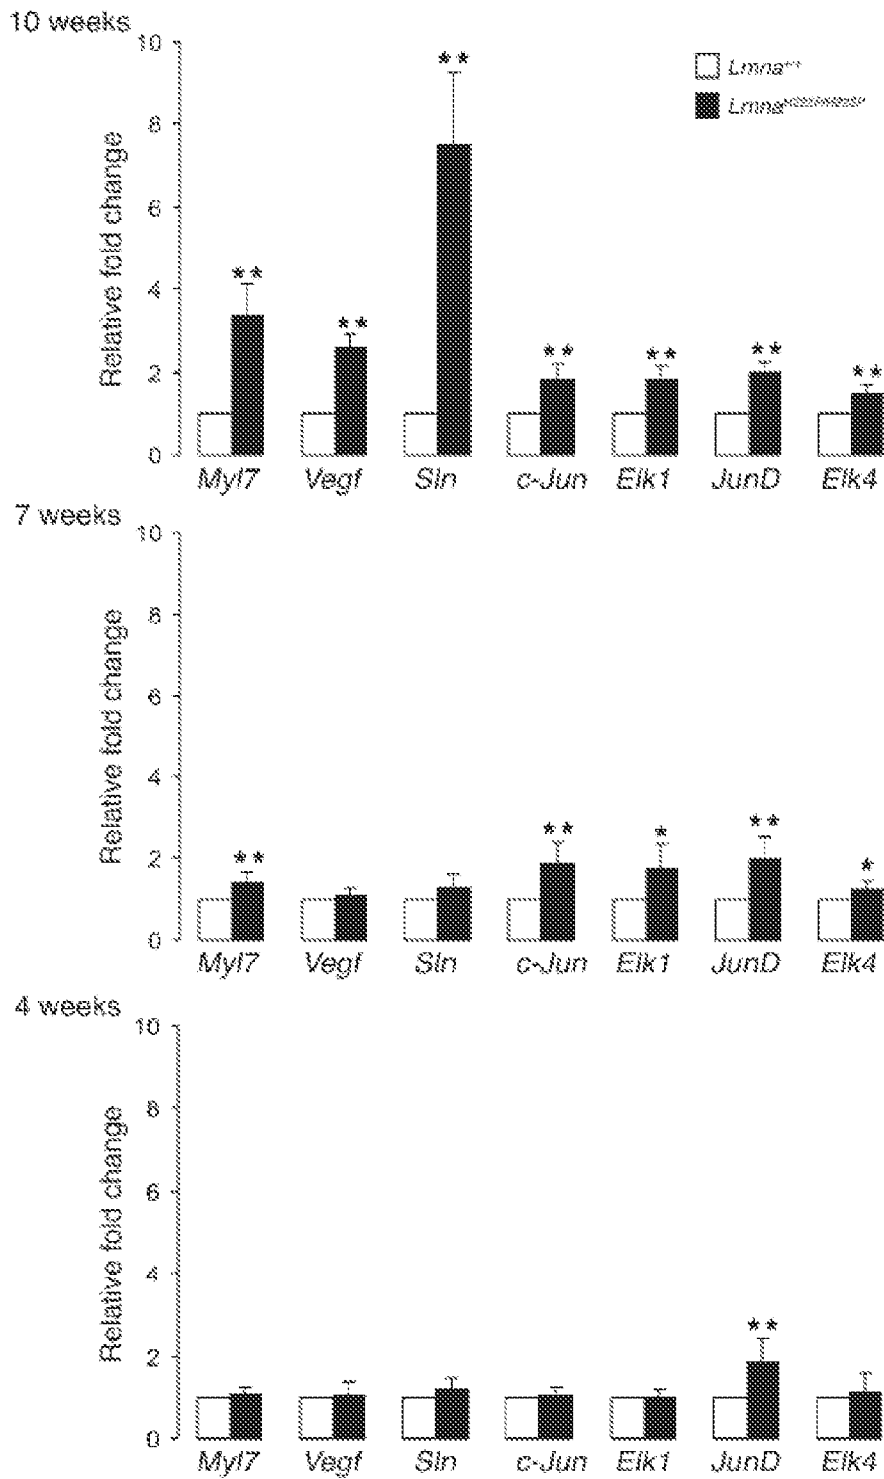 10 weeks
10
8
6
4
2
0
Relative fold change
Lmna+/+
Lmna
** ** ** ** ** ** **
Myl7 Vegf Sln c-Jun Elk1 JunD Elk4
7 weeks
10
8
6
4
2
0
Relative fold change
** ** * ** *
Myl7 Vegf Sln c-Jun Elk1 JunD Elk4
4 weeks
10
8
6
4
2
0
Relative fold change
**
Myl7 Vegf Sln c-Jun Elk1 JunD Elk4